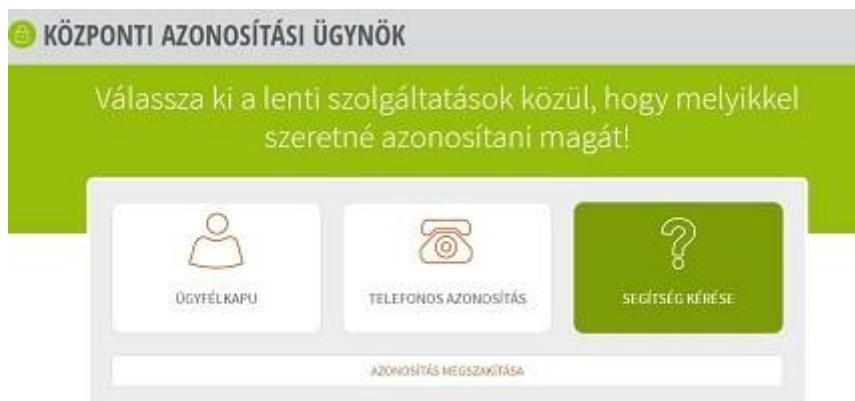 KÖZPONTI AZONOSÍTÁSI ÜGYNÖK
Válassza ki a lenti szolgáltatások közül, hogy melyikkel
szeretné azonosítani magát!
ÜGYFÉLKAPU
TELEFONOS AZONOSÍTÁS
SEGÍTSÉG KÉRÉSE
AZONOSÍTÁS MEGSZAKÍTÁSA